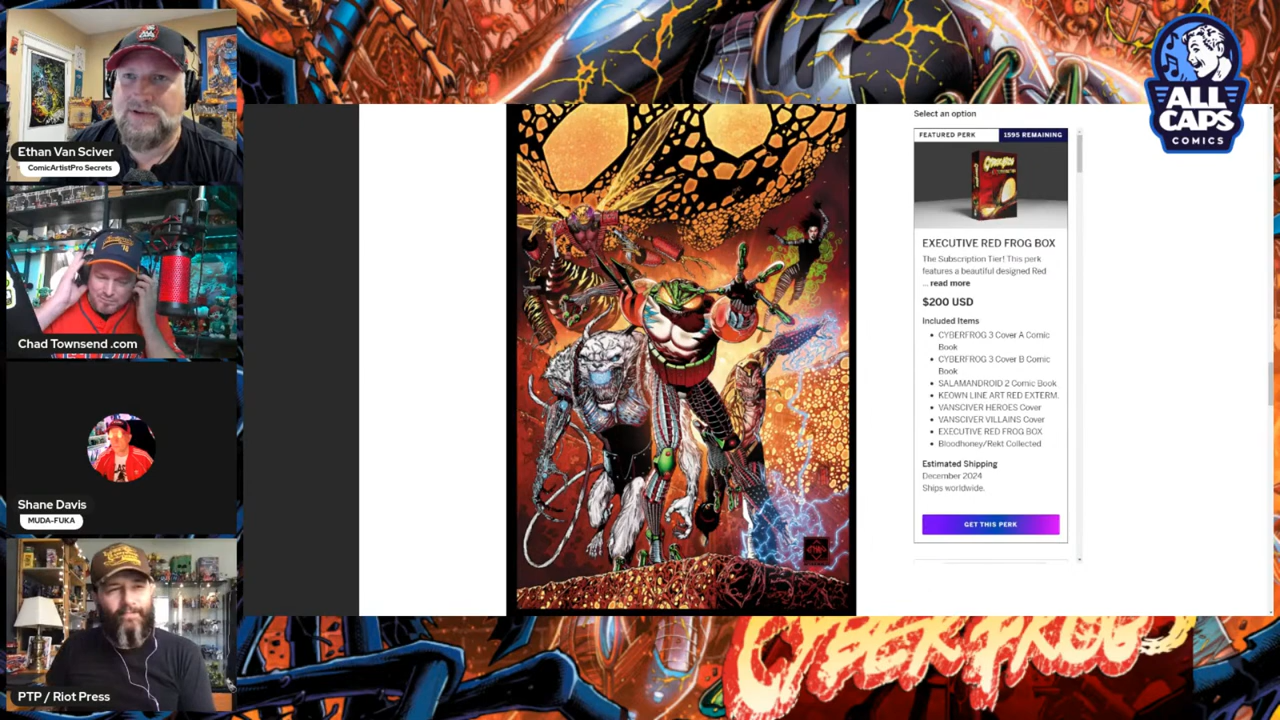 Ethan Van Sciver
ComicArtistPro Secrets
Chad Townsend .com
Shane Davis
MUDA-FUKA
PTP / Riot Press
ALL
CAPS
COMICS
Select an option
FEATURED PERK
1595 REMAINING
CYBERFROG
EXECUTIVE RED FROG BOX
The Subscription Tier! This perk
features a beautiful designed Red
... read more
$200 USD
Included Items
CYBERFROG 3 Cover A Comic
Book
CYBERFROG 3 Cover B Comic
Book
SALAMANDROID 2 Comic Book
KEOWN LINE ART RED EXTERM.
VANSCIVER HEROES Cover
VANSCIVER VILLAINS Cover
EXECUTIVE RED FROG BOX
Bloodhoney/Rekt Collected
Estimated Shipping
December 2024
Ships worldwide.
GET THIS PERK
CYBERFROG